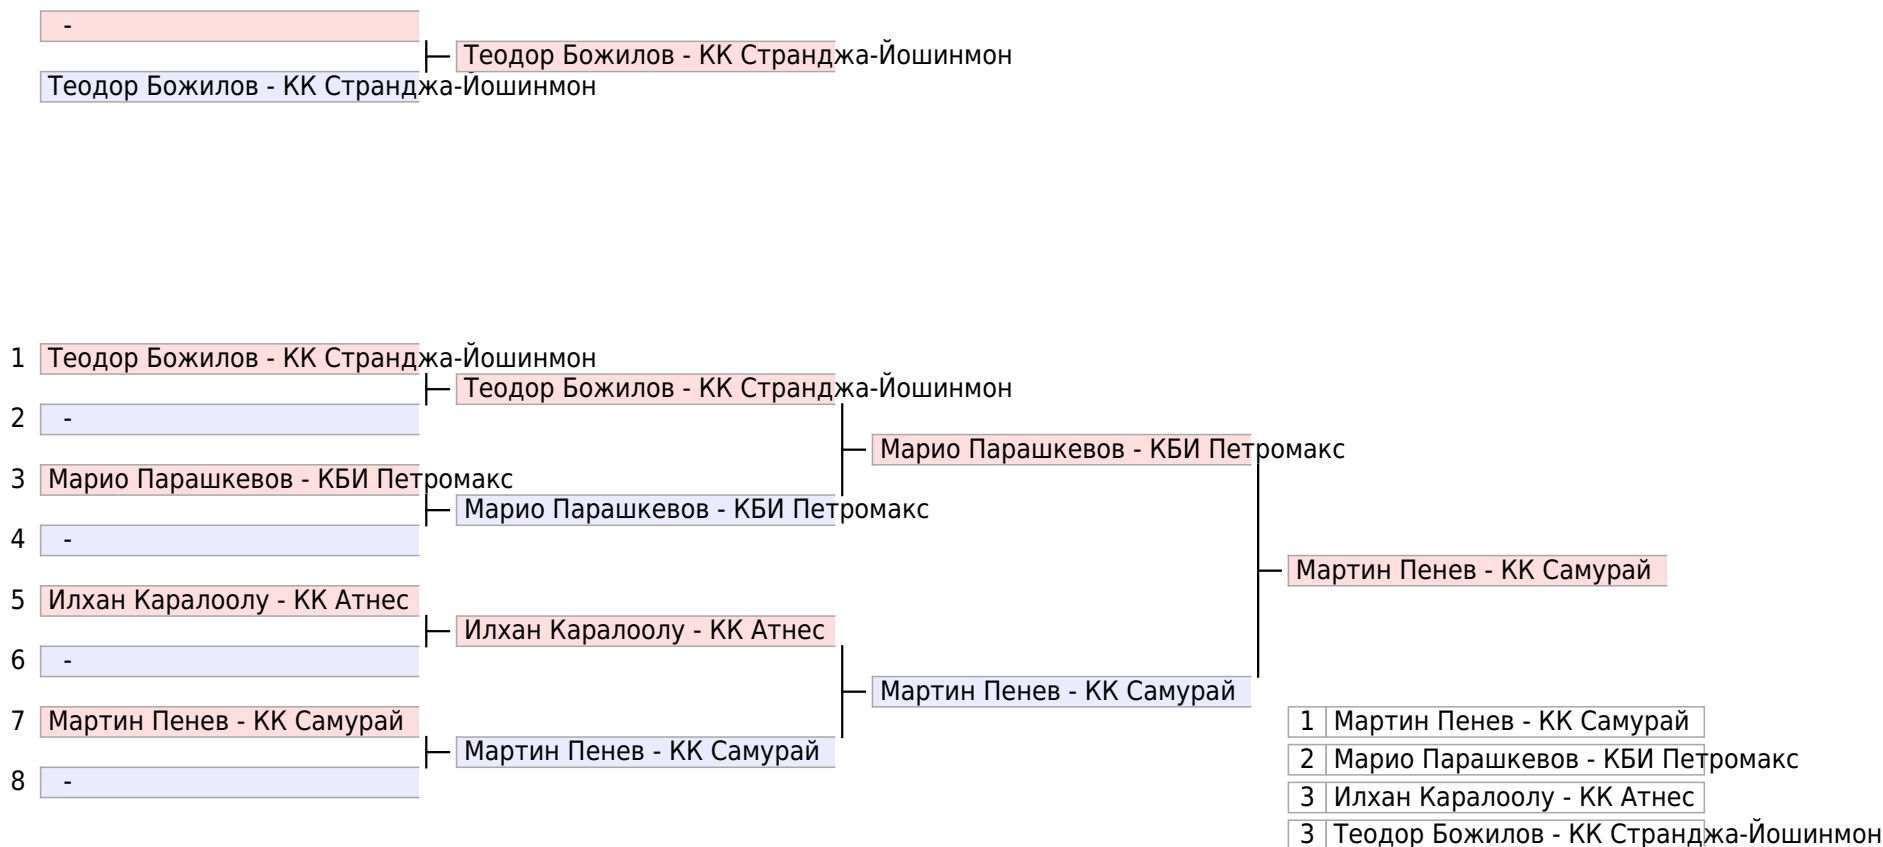 -
Теодор Божилов - КК Странджа-Йошинмон
Теодор Божилов - КК Странджа-Йошинмон
1 Теодор Божилов - КК Странджа-Йошинмон
Теодор Божилов - КК Странджа-Йошинмон
2 -
Марио Парашкевов - КБИ Петромакс
3 Марио Парашкевов - КБИ Петромакс
Марио Парашкевов - КБИ Петромакс
4 -
Мартин Пенев - КК Самурай
5 Илхан Каралоолу - КК Атнес
Илхан Каралоолу - КК Атнес
6 -
Мартин Пенев - КК Самурай
7 Мартин Пенев - КК Самурай
Мартин Пенев - КК Самурай
8 -
1 Мартин Пенев - КК Самурай
2 Марио Парашкевов - КБИ Петромакс
3 Илхан Каралоолу - КК Атнес
3 Теодор Божилов - КК Странджа-Йошинмон